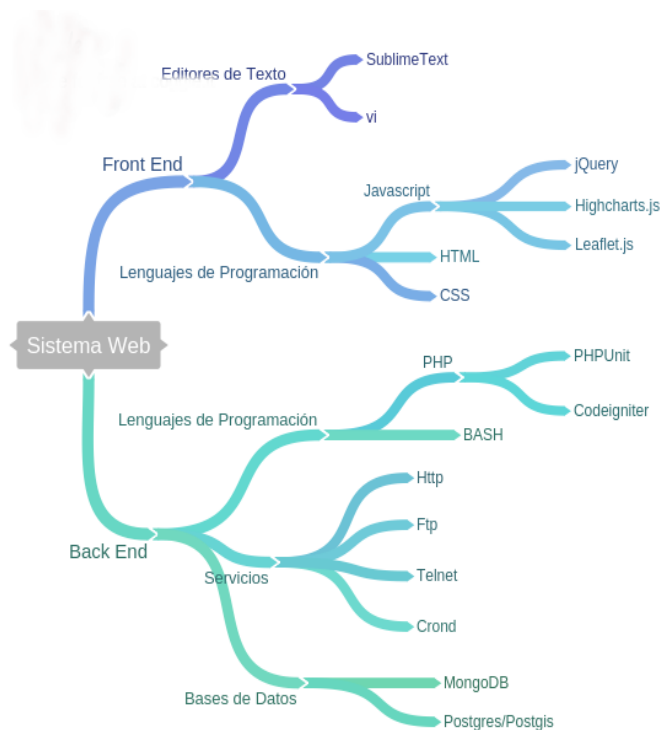 Editores de Texto
SublimeText
vi
Front End
Javascript
jQuery
Highcharts.js
Leaflet.js
HTML
Lenguajes de Programación
CSS
Sistema Web
PHP
PHPUnit
Codeigniter
Lenguajes de Programación
BASH
Http
Ftp
Back End
Servicios
Telnet
Crond
Bases de Datos
MongoDB
Postgres/Postgis